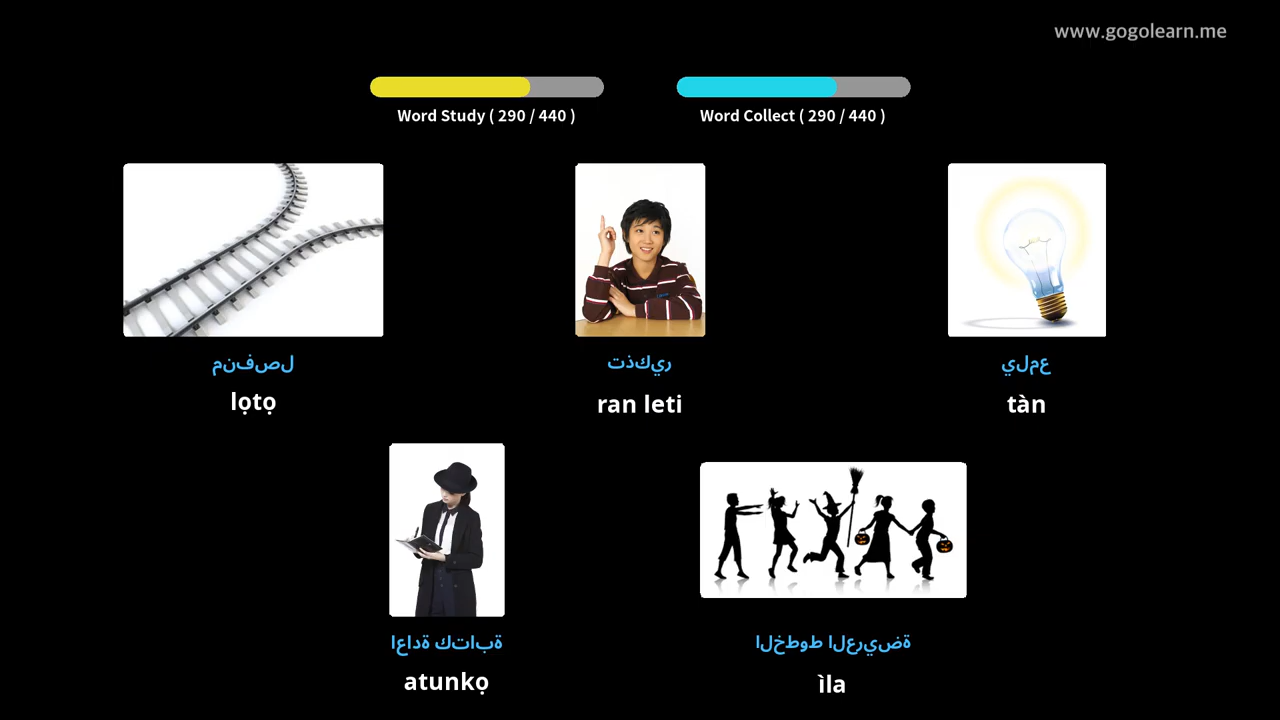 www.gogolearn.me
Word Study ( 290 / 440 )
Word Collect ( 290 / 440 )
منفصل
lọtọ
تذكير
ran leti
يلمع
tàn
اعادة كتابة
atunkọ
الخطوط العريضة
ìla